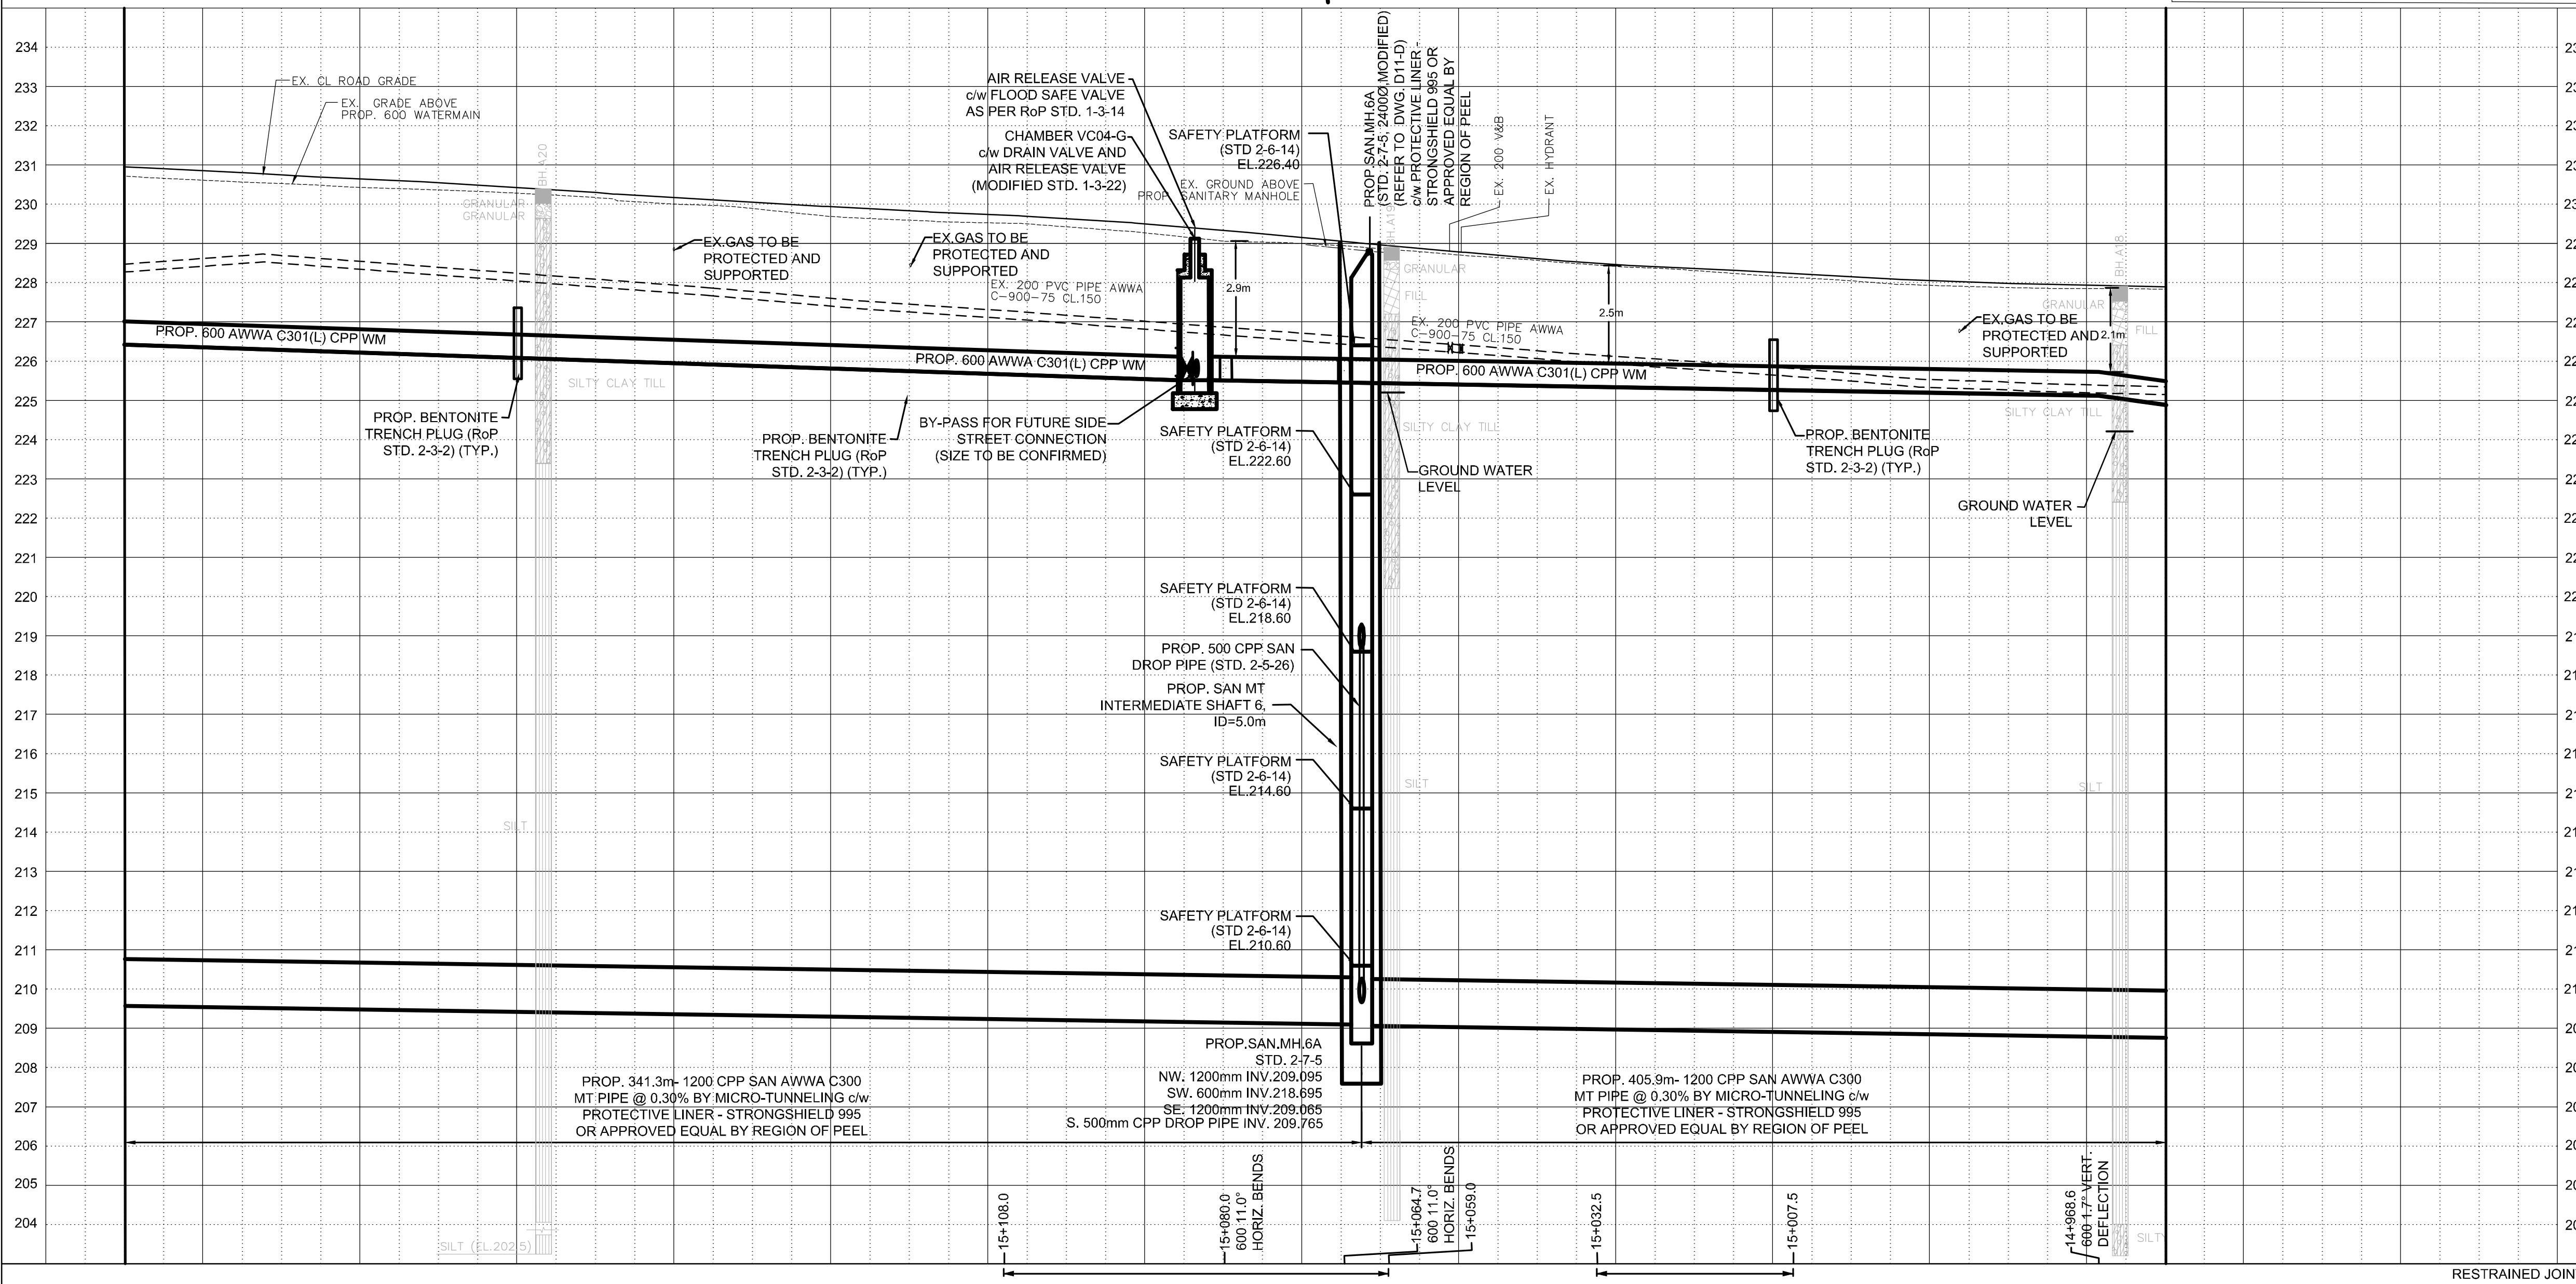 234
233
232
231
230
229
228
227
226
225
224
223
222
221
220
219
218
217
216
215
214
213
212
211
210
209
208
207
206
205
204
EX. CL ROAD GRADE
EX. GRADE ABOVE
PROP. 600 WATERMAIN
BH.A20
GRANULAR
GRANULAR
EX.GAS TO BE
PROTECTED AND
SUPPORTED
EX.GAS TO BE
PROTECTED AND
SUPPORTED
EX. 200 PVC PIPE AWWA
C-900-75 CL.150
PROP. 600 AWWA C301(L) CPP WM
PROP. 600 AWWA C301(L) CPP WM
SILTY CLAY TILL
PROP. BENTONITE
TRENCH PLUG (RoP
STD. 2-3-2) (TYP.)
PROP. BENTONITE
TRENCH PLUG (RoP
STD. 2-3-2) (TYP.)
AIR RELEASE VALVE
c/w FLOOD SAFE VALVE
AS PER RoP STD. 1-3-14
CHAMBER VC04-G
c/w DRAIN VALVE AND
AIR RELEASE VALVE
(MODIFIED STD. 1-3-22)
2.9m
BY-PASS FOR FUTURE SIDE
STREET CONNECTION
(SIZE TO BE CONFIRMED)
SAFETY PLATFORM
(STD 2-6-14)
EL.226.40
EX. GROUND ABOVE
PROP. SANITARY MANHOLE
PROP.SAN.MH.6A
(STD. 2-7-5, 2400Ø,MODIFIED)
(REFER TO DWG. D11-D)
c/w PROTECTIVE LINER -
STRONGSHIELD 995 OR
APPROVED EQUAL BY
REGION OF PEEL
EX. 200 V&B
EX. HYDRANT
BH.A19
GRANULAR
FILL
EX. 200 PVC PIPE AWWA
C-900-75 CL.150
2.5m
PROP. 600 AWWA C301(L) CPP WM
SILTY CLAY TILL
GROUND WATER
LEVEL
SAFETY PLATFORM
(STD 2-6-14)
EL.222.60
SAFETY PLATFORM
(STD 2-6-14)
EL.218.60
PROP. 500 CPP SAN
DROP PIPE (STD. 2-5-26)
PROP. SAN MT
INTERMEDIATE SHAFT 6,
ID=5.0m
SAFETY PLATFORM
(STD 2-6-14)
EL.214.60
SAFETY PLATFORM
(STD 2-6-14)
EL.210.60
SILT
SILT
SILT
EX.GAS TO BE
PROTECTED AND
SUPPORTED
2.1m
BH.A18
GRANULAR
FILL
SILTY CLAY TILL
PROP. BENTONITE
TRENCH PLUG (RoP
STD. 2-3-2) (TYP.)
GROUND WATER
LEVEL
PROP.SAN.MH.6A
STD. 2-7-5
NW. 1200mm INV.209.095
SW. 600mm INV.218.695
SE. 1200mm INV.209.065
S. 500mm CPP DROP PIPE INV. 209.765
PROP. 341.3m- 1200 CPP SAN AWWA C300
MT PIPE @ 0.30% BY MICRO-TUNNELING c/w
PROTECTIVE LINER - STRONGSHIELD 995
OR APPROVED EQUAL BY REGION OF PEEL
PROP. 405.9m- 1200 CPP SAN AWWA C300
MT PIPE @ 0.30% BY MICRO-TUNNELING c/w
PROTECTIVE LINER - STRONGSHIELD 995
OR APPROVED EQUAL BY REGION OF PEEL
SILT (EL.202.5)
15+108.0
15+080.0
600 11.0°
HORIZ. BENDS
15+064.7
600 11.0°
HORIZ. BENDS
15+059.0
15+032.5
15+007.5
14+968.6
600 1.7° VERT.
DEFLECTION
SILTY
RESTRAINED JOIN